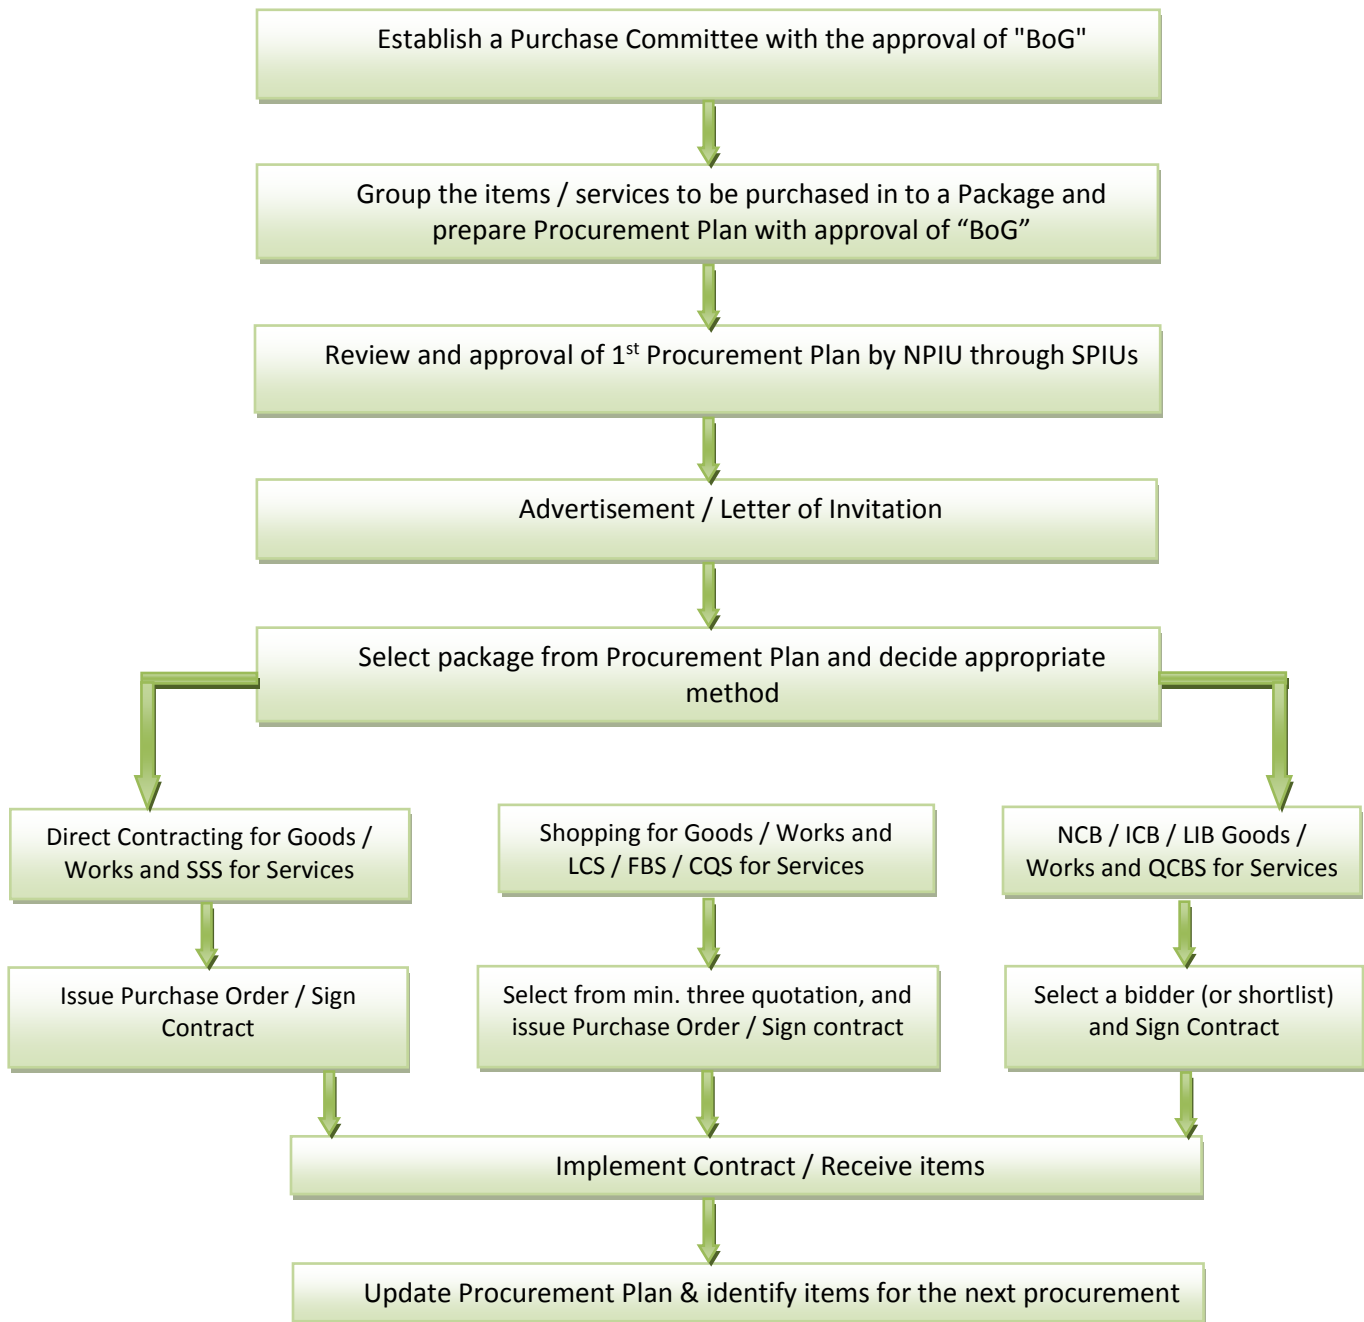 Establish a Purchase Committee with the approval of "BoG"
Group the items / services to be purchased in to a Package and
prepare Procurement Plan with approval of “BoG”
Review and approval of 1st Procurement Plan by NPIU through SPIUs
Advertisement / Letter of Invitation
Select package from Procurement Plan and decide appropriate
method
Direct Contracting for Goods /
Works and SSS for Services
Shopping for Goods / Works and
LCS / FBS / CQS for Services
NCB / ICB / LIB Goods /
Works and QCBS for Services
Issue Purchase Order / Sign
Contract
Select from min. three quotation, and
issue Purchase Order / Sign contract
Select a bidder (or shortlist)
and Sign Contract
Implement Contract / Receive items
Update Procurement Plan & identify items for the next procurement